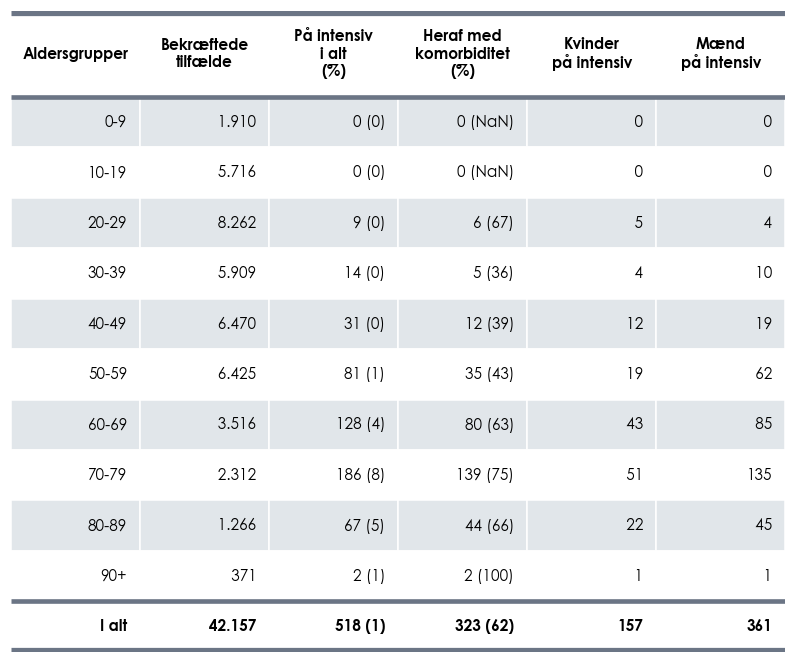 Aldersgrupper Bekræftede tilfælde På intensiv i alt (%) Heraf med komorbiditet (%) Kvinder på intensiv Mænd på intensiv
0-9 1.910 0 (0) 0 (NaN) 0 0
10-19 5.716 0 (0) 0 (NaN) 0 0
20-29 8.262 9 (0) 6 (67) 5 4
30-39 5.909 14 (0) 5 (36) 4 10
40-49 6.470 31 (0) 12 (39) 12 19
50-59 6.425 81 (1) 35 (43) 19 62
60-69 3.516 128 (4) 80 (63) 43 85
70-79 2.312 186 (8) 139 (75) 51 135
80-89 1.266 67 (5) 44 (66) 22 45
90+ 371 2 (1) 2 (100) 1 1
I alt 42.157 518 (1) 323 (62) 157 361